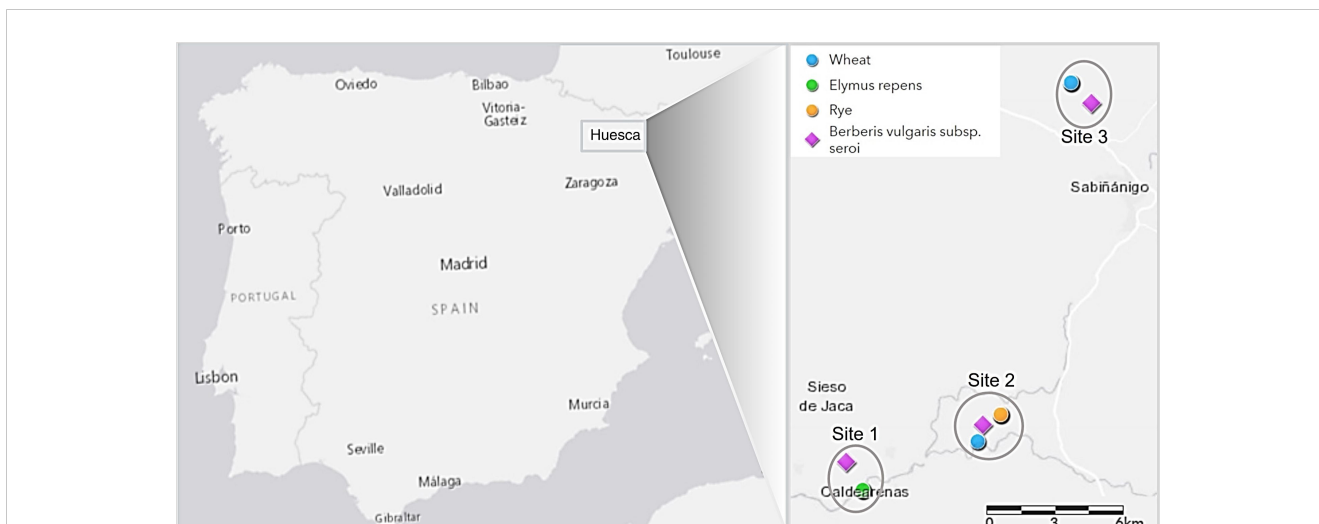 Toulouse
Oviedo
Bilbao
Vitoria-
Gasteiz
Huesca
Zaragoza
Valladolid
Porto
Madrid
PORTUGAL
SPAIN
Lisbon
Murcia
Seville
Málaga
Gibraltar
Wheat
Elymus repens
Rye
Berberis vulgaris subsp.
seroi
Site 3
Sabiñánigo
Site 2
Sieso
de Jaca
Site 1
Caldearenas
0 3 6km